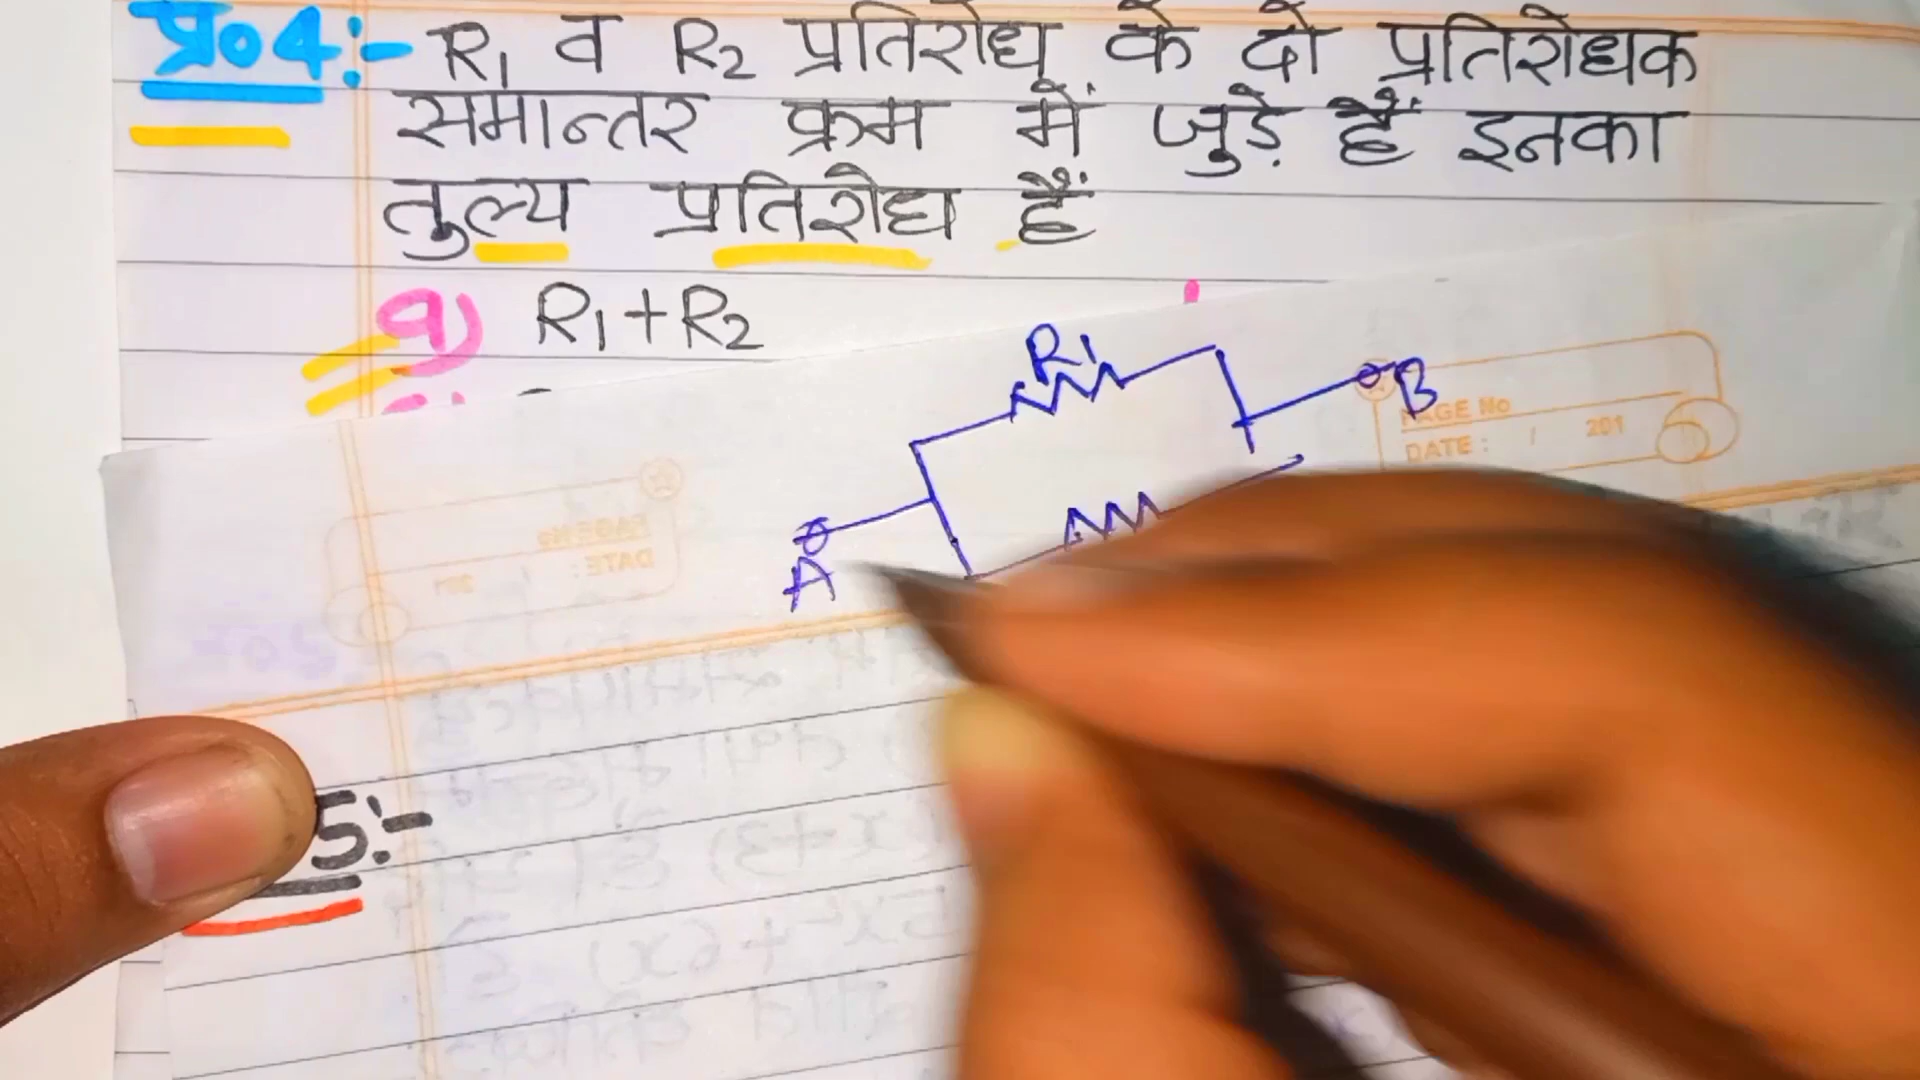 प्र०4:- R1 व R2 प्रतिरोध के दो प्रतिरोधक
समान्तर क्रम में जुड़े हैं इनका
तुल्य प्रतिरोध हैं
a) R1+R2
R1
B
PAGE No
DATE: / 201
A
5:-